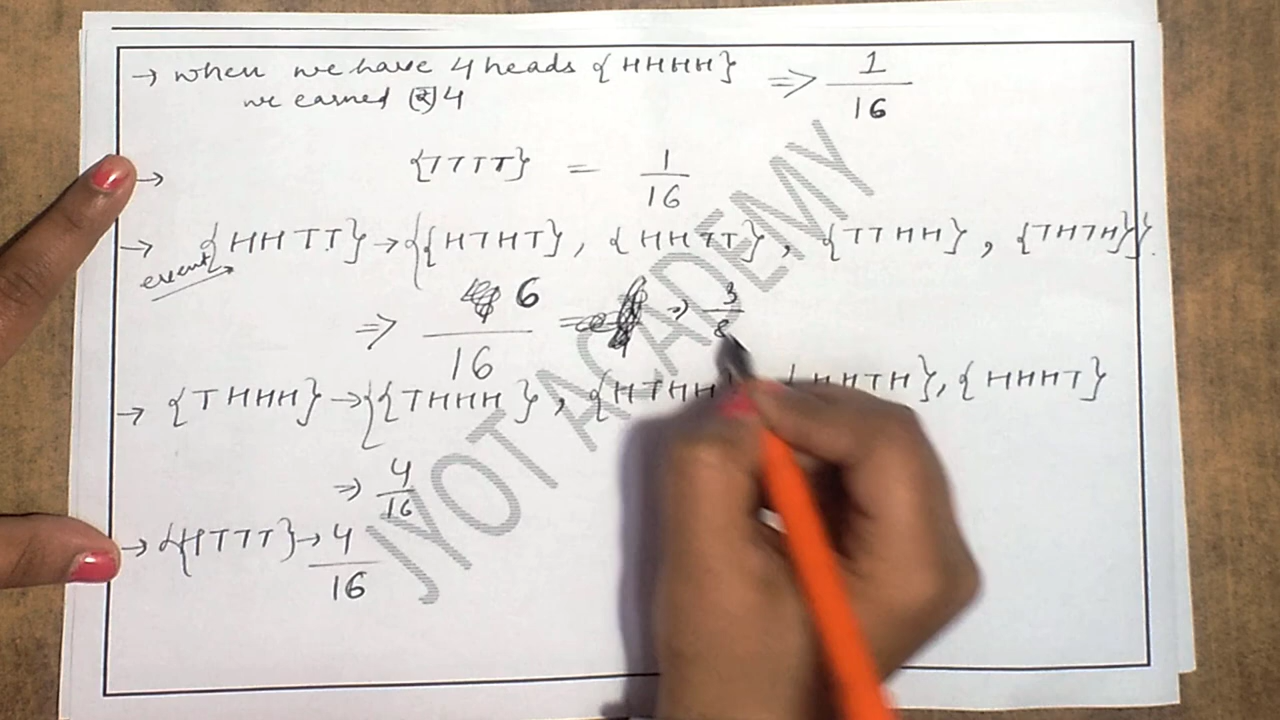 → when we have 4 heads {HHHH} => 1/16
we earned (₹) 4
→ {TTTT} = 1/16
→ {HHTT} → {{HTHT}, {HHTT}, {TTHH}, {THTH}}.
=> 6/16 => 3/8
→ {THHH} → {{THHH}, {HTHH}, {HHTH}, {HHHT}
=> 4/16
→ {HTTT} → 4/16
JYOT ACADEMY